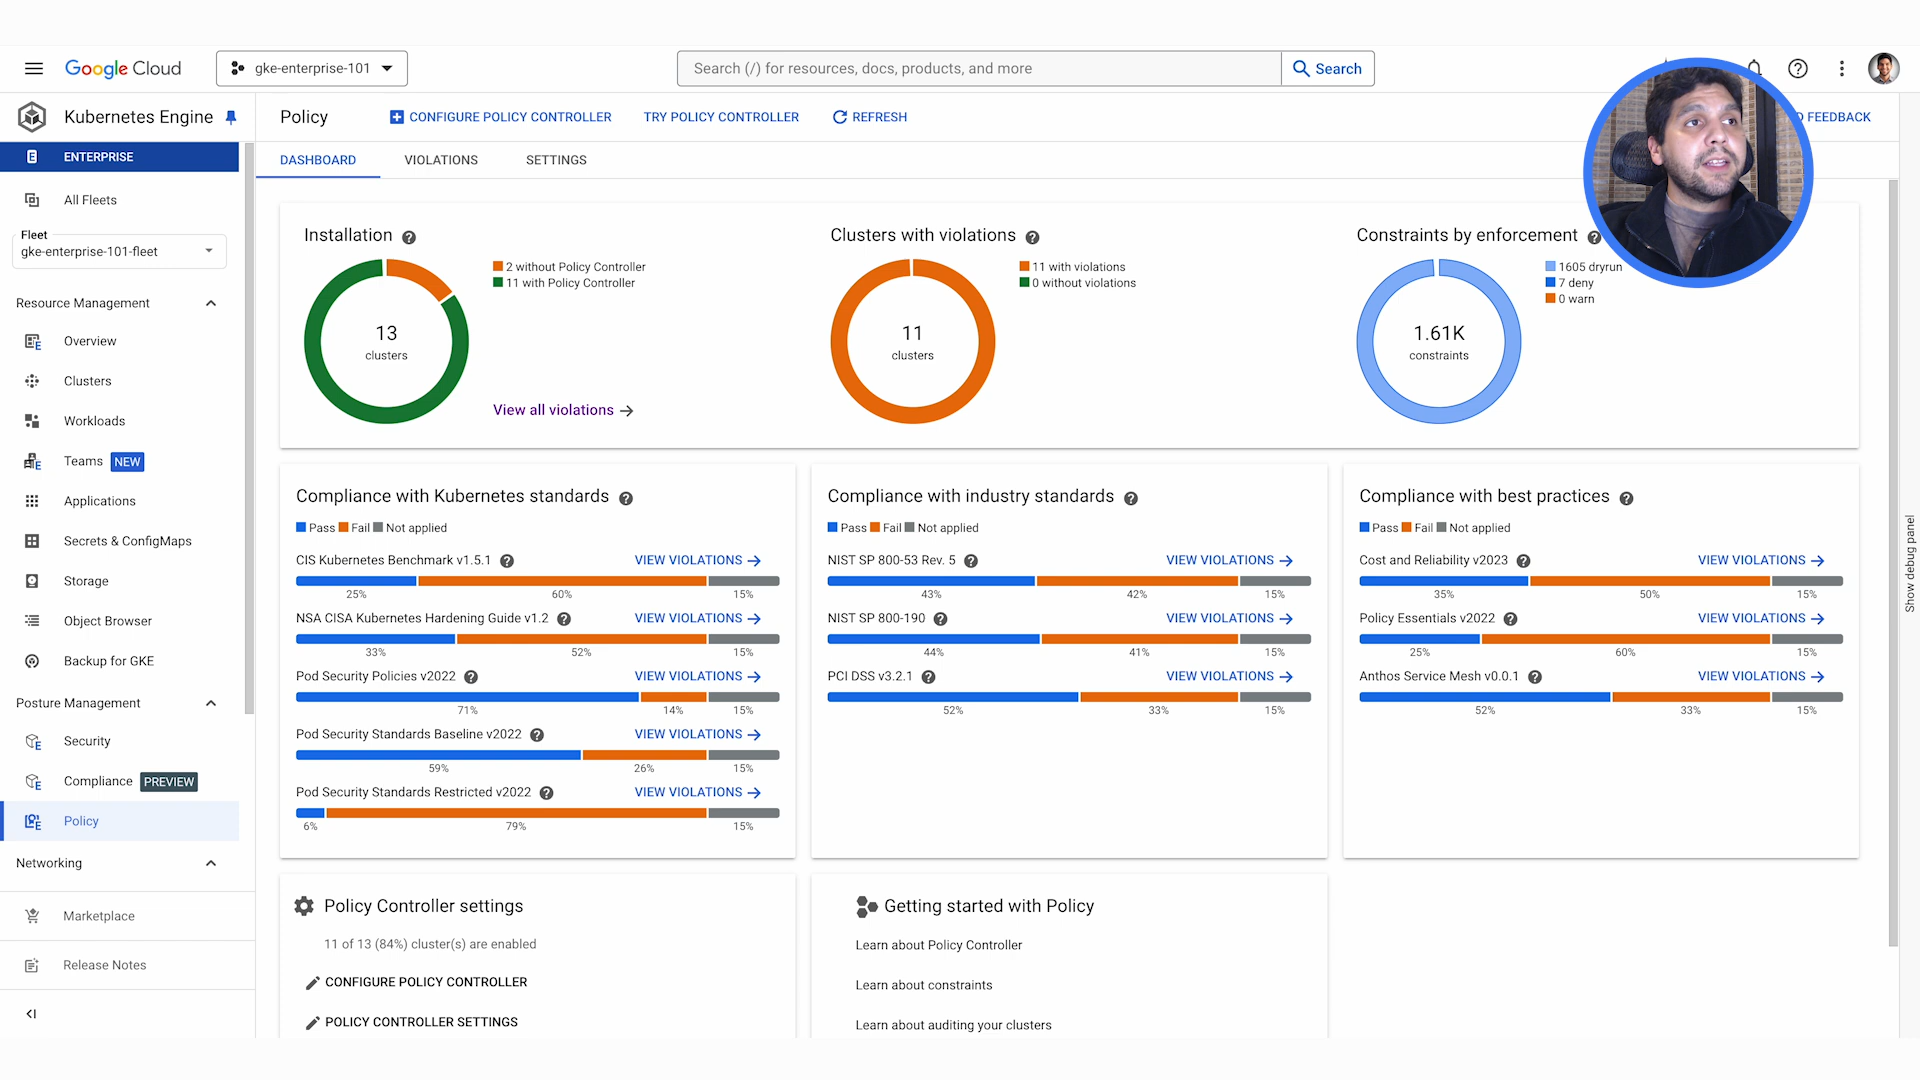 Google Cloud
gke-enterprise-101
Search (/) for resources, docs, products, and more
Search
Kubernetes Engine
Policy
CONFIGURE POLICY CONTROLLER
TRY POLICY CONTROLLER
REFRESH
FEEDBACK
ENTERPRISE
DASHBOARD
VIOLATIONS
SETTINGS
All Fleets
Fleet
gke-enterprise-101-fleet
Resource Management
Overview
Clusters
Workloads
Teams NEW
Applications
Secrets & ConfigMaps
Storage
Object Browser
Backup for GKE
Posture Management
Security
Compliance PREVIEW
Policy
Networking
Marketplace
Release Notes
Installation
2 without Policy Controller
11 with Policy Controller
13
clusters
View all violations
Clusters with violations
11 with violations
0 without violations
11
clusters
Constraints by enforcement
1605 dryrun
7 deny
0 warn
1.61K
constraints
Compliance with Kubernetes standards
Pass Fail Not applied
CIS Kubernetes Benchmark v1.5.1 VIEW VIOLATIONS
25% 60% 15%
NSA CISA Kubernetes Hardening Guide v1.2 VIEW VIOLATIONS
33% 52% 15%
Pod Security Policies v2022 VIEW VIOLATIONS
71% 14% 15%
Pod Security Standards Baseline v2022 VIEW VIOLATIONS
59% 26% 15%
Pod Security Standards Restricted v2022 VIEW VIOLATIONS
6% 79% 15%
Compliance with industry standards
Pass Fail Not applied
NIST SP 800-53 Rev. 5 VIEW VIOLATIONS
43% 42% 15%
NIST SP 800-190 VIEW VIOLATIONS
44% 41% 15%
PCI DSS v3.2.1 VIEW VIOLATIONS
52% 33% 15%
Compliance with best practices
Pass Fail Not applied
Cost and Reliability v2023 VIEW VIOLATIONS
35% 50% 15%
Policy Essentials v2022 VIEW VIOLATIONS
25% 60% 15%
Anthos Service Mesh v0.0.1 VIEW VIOLATIONS
52% 33% 15%
Policy Controller settings
11 of 13 (84%) cluster(s) are enabled
CONFIGURE POLICY CONTROLLER
POLICY CONTROLLER SETTINGS
Getting started with Policy
Learn about Policy Controller
Learn about constraints
Learn about auditing your clusters
Show debug panel